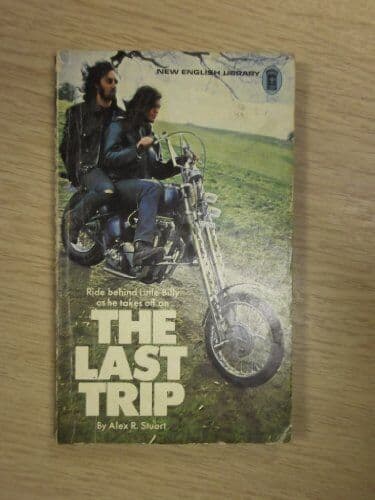 NEW ENGLISH LIBRARY
Ride behind Little Billy
as he takes off on
THE
LAST
TRIP
By Alex R. Stuart